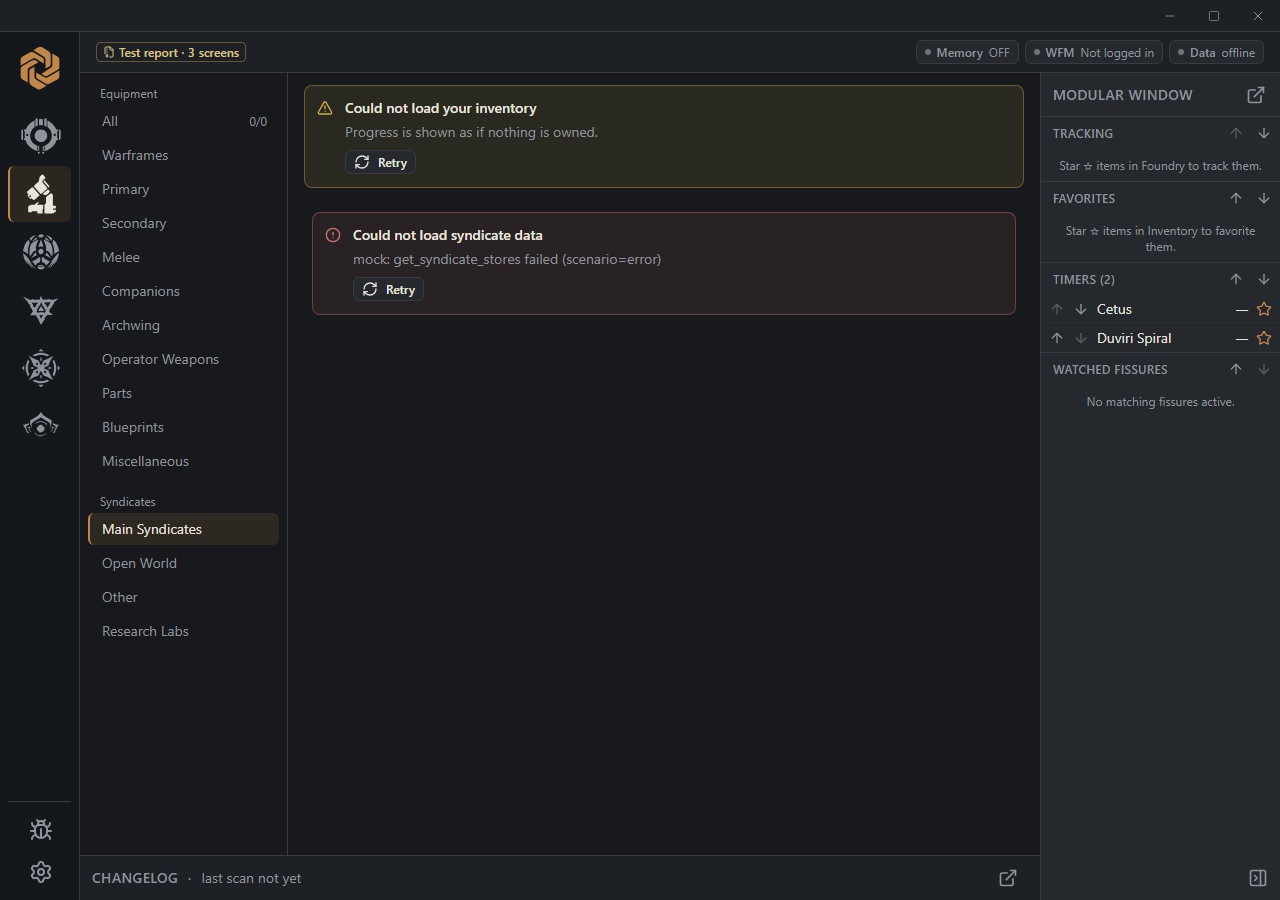 Test report · 3 screens
Memory OFF
WFM Not logged in
Data offline
Equipment
All 0/0
Warframes
Primary
Secondary
Melee
Companions
Archwing
Operator Weapons
Parts
Blueprints
Miscellaneous
Syndicates
Main Syndicates
Open World
Other
Research Labs
Could not load your inventory
Progress is shown as if nothing is owned.
Retry
Could not load syndicate data
mock: get_syndicate_stores failed (scenario=error)
Retry
MODULAR WINDOW
TRACKING
Star ☆ items in Foundry to track them.
FAVORITES
Star ☆ items in Inventory to favorite
them.
TIMERS (2)
Cetus —
Duviri Spiral —
WATCHED FISSURES
No matching fissures active.
CHANGELOG · last scan not yet